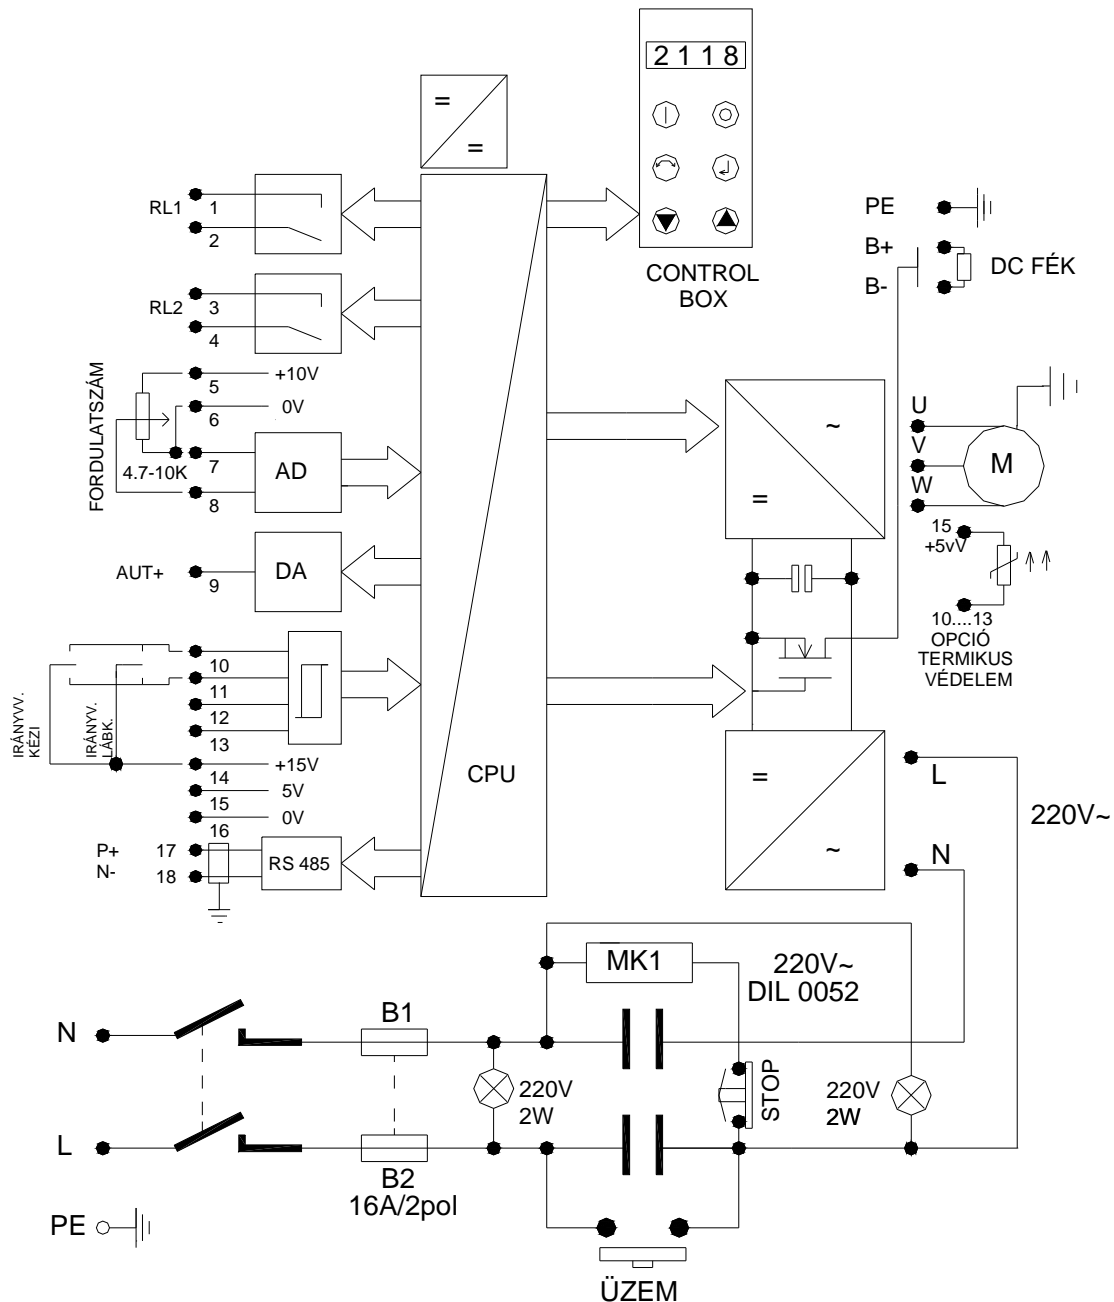 2118
=
=
RL1
1
2
CONTROL
BOX
PE
B+
B-
DC FÉK
RL2
3
4
FORDULATSZÁM
5
+10V
6
0V
4.7-10K
7
8
AD
~
=
U
V
W
M
15
+5vV
10....13
OPCIÓ
TERMIKUS
VÉDELEM
AUT+
9
DA
IRÁNYVV.
KÉZI
IRÁNYV.
LÁBK.
10
11
12
13
+15V
14
5V
15
0V
16
P+
N-
17
18
RS 485
CPU
=
~
L
N
220V~
MK1
220V~
DIL 0052
N
B1
220V
2W
STOP
220V
2W
L
B2
16A/2pol
PE
ÜZEM